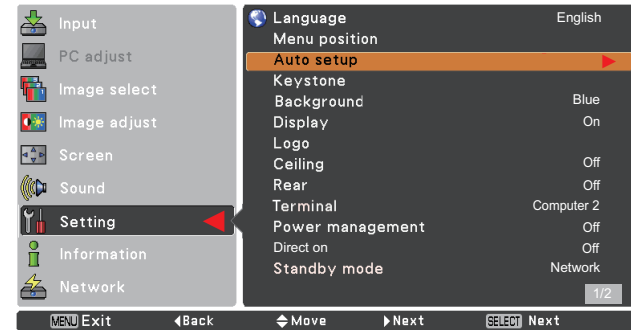 Input
PC adjust
Image select
Image adjust
Screen
Sound
Setting
Information
Network
Language English
Menu position
Auto setup
Keystone
Background Blue
Display On
Logo
Ceiling Off
Rear Off
Terminal Computer 2
Power management Off
Direct on Off
Standby mode Network
1/2
MENU Exit Back Move Next SELECT Next